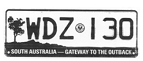 WDZ·130
SOUTH AUSTRALIA — GATEWAY TO THE OUTBACK